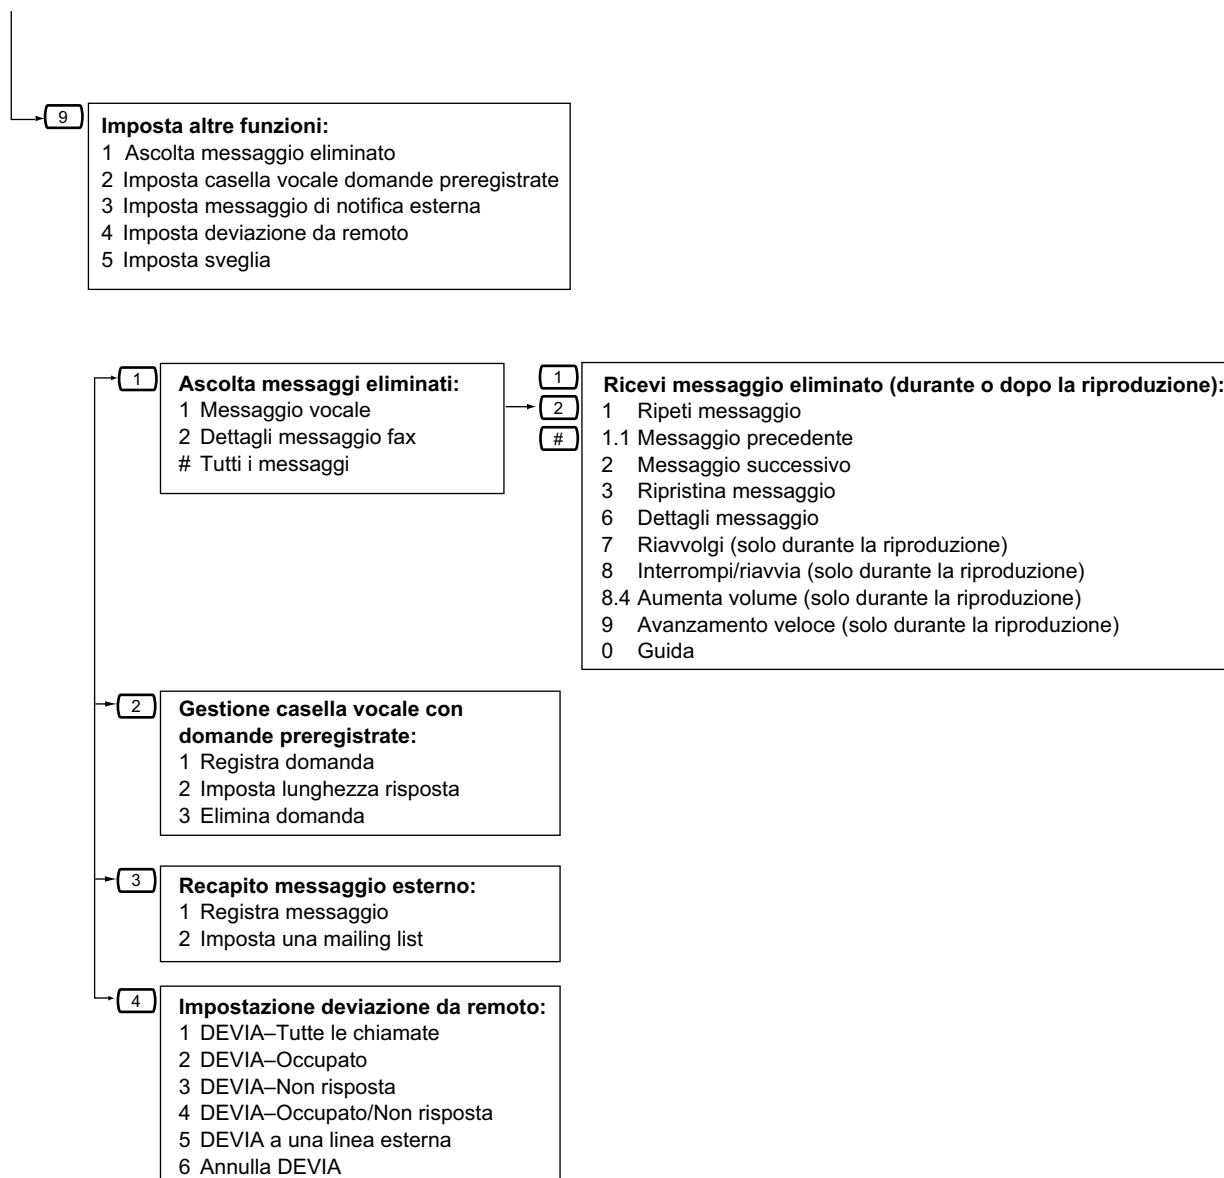 9
Imposta altre funzioni:
1 Ascolta messaggio eliminato
2 Imposta casella vocale domande preregistrate
3 Imposta messaggio di notifica esterna
4 Imposta deviazione da remoto
5 Imposta sveglia
1
Ascolta messaggi eliminati:
1 Messaggio vocale
2 Dettagli messaggio fax
# Tutti i messaggi
1
2
#
Ricevi messaggio eliminato (durante o dopo la riproduzione):
1 Ripeti messaggio
1.1 Messaggio precedente
2 Messaggio successivo
3 Ripristina messaggio
6 Dettagli messaggio
7 Riavvolgi (solo durante la riproduzione)
8 Interrompi/riavvia (solo durante la riproduzione)
8.4 Aumenta volume (solo durante la riproduzione)
9 Avanzamento veloce (solo durante la riproduzione)
0 Guida
2
Gestione casella vocale con
domande preregistrate:
1 Registra domanda
2 Imposta lunghezza risposta
3 Elimina domanda
3
Recapito messaggio esterno:
1 Registra messaggio
2 Imposta una mailing list
4
Impostazione deviazione da remoto:
1 DEVIA–Tutte le chiamate
2 DEVIA–Occupato
3 DEVIA–Non risposta
4 DEVIA–Occupato/Non risposta
5 DEVIA a una linea esterna
6 Annulla DEVIA